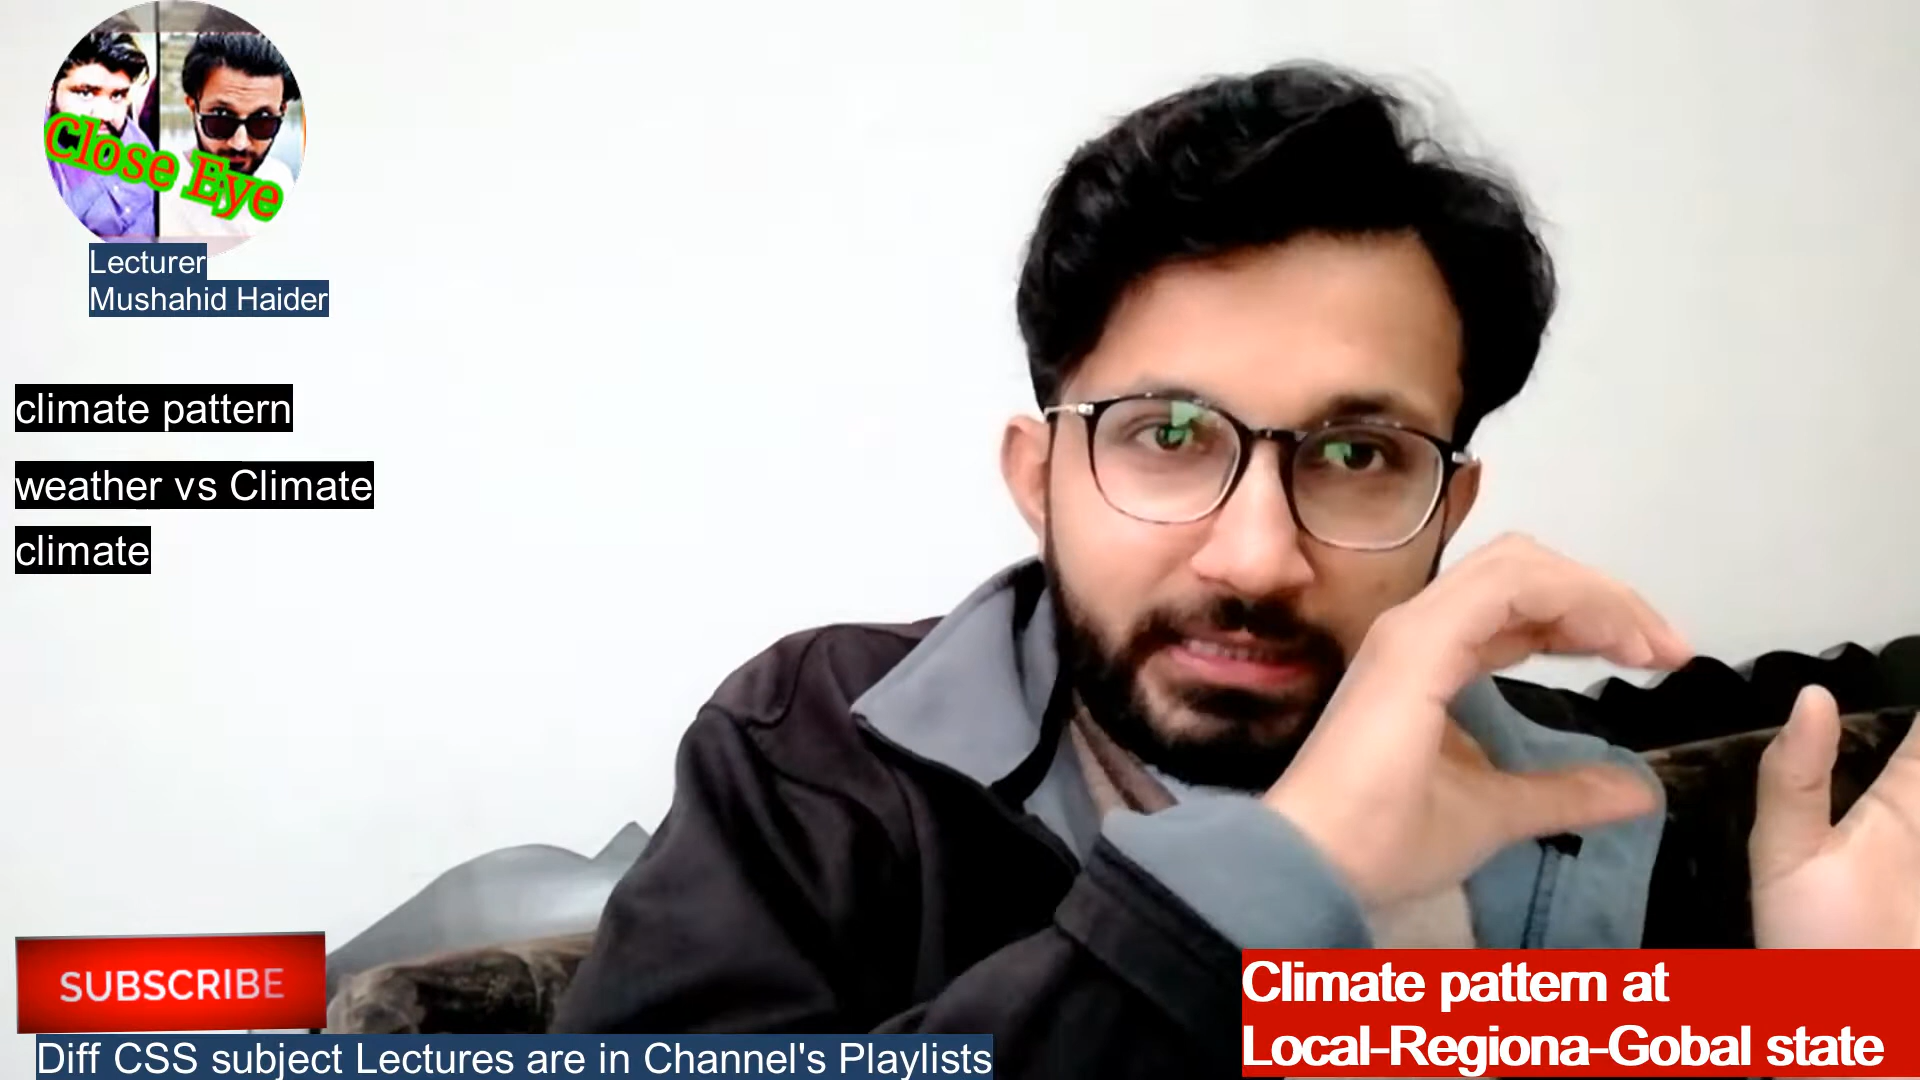 Close Eye
Lecturer
Mushahid Haider
climate pattern
weather vs Climate
climate
SUBSCRIBE
Diff CSS subject Lectures are in Channel's Playlists
Climate pattern at
Local-Regiona-Gobal state